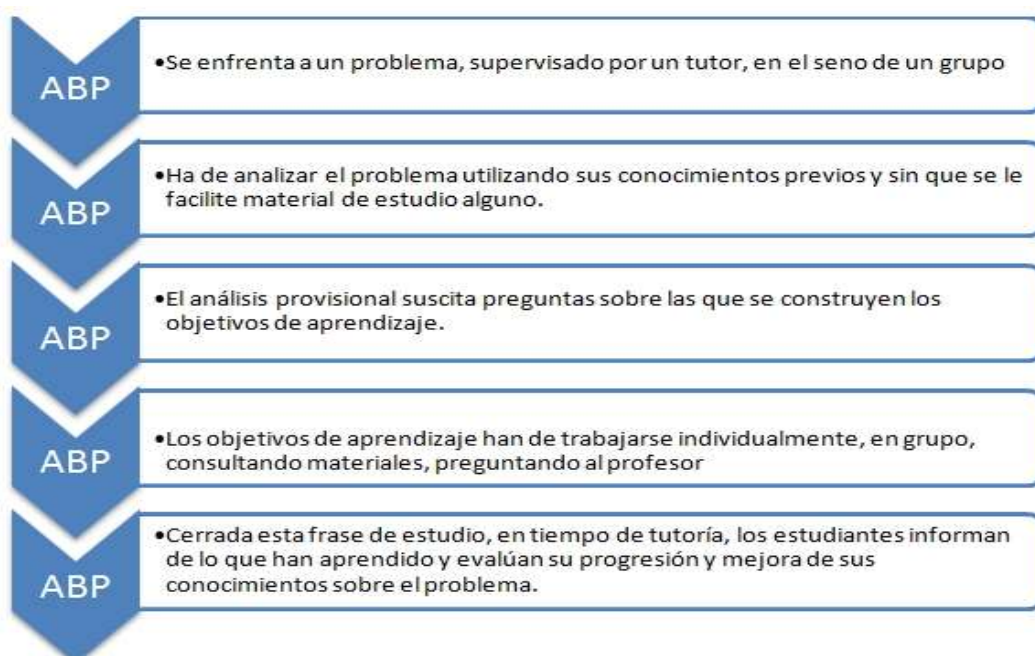 ABP
•Se enfrenta a un problema, supervisado por un tutor, en el seno de un grupo
ABP
•Ha de analizar el problema utilizando sus conocimientos previos y sin que se le
facilite material de estudio alguno.
ABP
•El análisis provisional suscita preguntas sobre las que se construyen los
objetivos de aprendizaje.
ABP
•Los objetivos de aprendizaje han de trabajarse individualmente, en grupo,
consultando materiales, preguntando al profesor
ABP
•Cerrada esta frase de estudio, en tiempo de tutoría, los estudiantes informan
de lo que han aprendido y evalúan su progresión y mejora de sus
conocimientos sobre el problema.